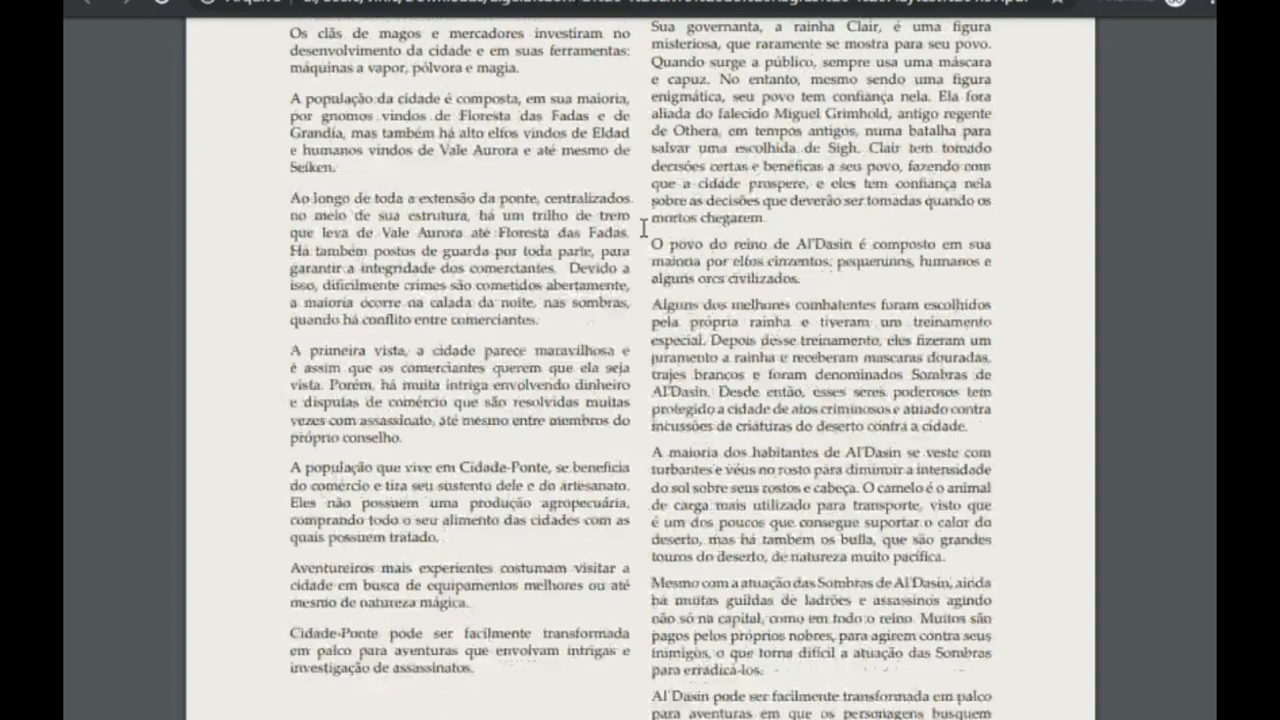 Os clãs de magos e mercadores investiram no
desenvolvimento da cidade e em suas ferramentas:
máquinas a vapor, pólvora e magia.
A população da cidade é composta, em sua maioria,
por gnomos vindos de Floresta das Fadas e de
Grandia, mas também há alto elfos vindos de Eldad
e humanos vindos de Vale Aurora e até mesmo de
Seiken.
Ao longo de toda a extensão da ponte, centralizados
no meio de sua estrutura, há um trilho de trem
que leva de Vale Aurora até Floresta das Fadas.
Há também postos de guarda por toda parte, para
garantir a integridade dos comerciantes. Devido a
isso, dificilmente crimes são cometidos abertamente,
a maioria ocorre na calada da noite, nas sombras,
quando há conflito entre comerciantes.
A primeira vista, a cidade parece maravilhosa e
é assim que os comerciantes querem que ela seja
vista. Porém, há muita intriga envolvendo dinheiro
e disputas de comércio que são resolvidas muitas
vezes com assassinato, até mesmo entre membros do
próprio conselho.
A população que vive em Cidade-Ponte, se beneficia
do comércio e tira seu sustento dele e do artesanato.
Eles não possuem uma produção agropecuária,
comprando todo o seu alimento das cidades com as
quais possuem tratado.
Aventureiros mais experientes costumam visitar a
cidade em busca de equipamentos melhores ou até
mesmo de natureza mágica.
Cidade-Ponte pode ser facilmente transformada
em palco para aventuras que envolvam intrigas e
investigação de assassinatos.
Sua governanta, a rainha Clair, é uma figura
misteriosa, que raramente se mostra para seu povo.
Quando surge a público, sempre usa uma máscara
e capuz. No entanto, mesmo sendo uma figura
enigmática, seu povo tem confiança nela. Ela fora
aliada do falecido Miguel Grimhold, antigo regente
de Othera, em tempos antigos, numa batalha para
salvar uma escolhida de Sigh. Clair tem tomado
decisões certas e benéficas a seu povo, fazendo com
que a cidade prospere, e eles tem confiança nela
sobre as decisões que deverão ser tomadas quando os
mortos chegarem.
O povo do reino de Al'Dasin é composto em sua
maioria por elfos cinzentos, pequeninos, humanos e
alguns orcs civilizados.
Alguns dos melhores combatentes foram escolhidos
pela própria rainha e tiveram um treinamento
especial. Depois desse treinamento, eles fizeram um
juramento a rainha e receberam mascaras douradas,
trajes brancos e foram denominados Sombras de
Al'Dasin. Desde então, esses seres poderosos tem
protegido a cidade de atos criminosos e atuado contra
incussões de criaturas do deserto contra a cidade.
A maioria dos habitantes de Al'Dasin se veste com
turbantes e véus no rosto para diminuir a intensidade
do sol sobre seus rostos e cabeça. O camelo é o animal
de carga mais utilizado para transporte, visto que
é um dos poucos que consegue suportar o calor do
deserto, mas há também os bulla, que são grandes
touros do deserto, de natureza muito pacífica.
Mesmo com a atuação das Sombras de Al'Dasin, ainda
há muitas guildas de ladrões e assassinos agindo
não só na capital, como em todo o reino. Muitos são
pagos pelos próprios nobres, para agirem contra seus
inimigos, o que torna difícil a atuação das Sombras
para erradicá-los.
Al'Dasin pode ser facilmente transformada em palco
para aventuras em que os personagens busquem